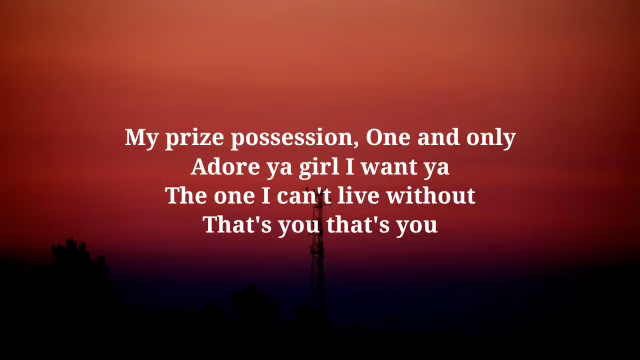 My prize possession, One and only
Adore ya girl I want ya
The one I can't live without
That's you that's you